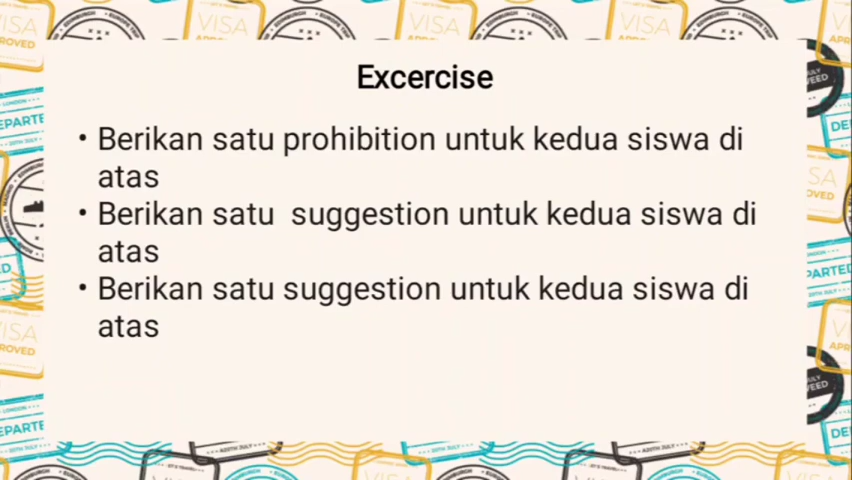 Excercise
• Berikan satu prohibition untuk kedua siswa di
atas
• Berikan satu  suggestion untuk kedua siswa di
atas
• Berikan satu suggestion untuk kedua siswa di
atas